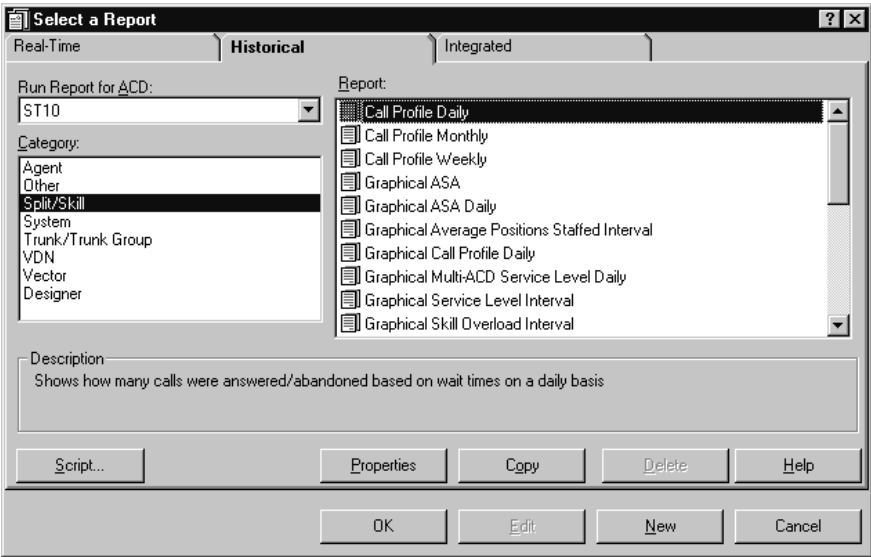 Select a Report
Real-Time
Historical
Integrated
Run Report for ACD:
ST10
Category:
Agent
Other
Split/Skill
System
Trunk/Trunk Group
VDN
Vector
Designer
Report:
Call Profile Daily
Call Profile Monthly
Call Profile Weekly
Graphical ASA
Graphical ASA Daily
Graphical Average Positions Staffed Interval
Graphical Call Profile Daily
Graphical Multi-ACD Service Level Daily
Graphical Service Level Interval
Graphical Skill Overload Interval
Description
Shows how many calls were answered/abandoned based on wait times on a daily basis
Script...
Properties
Copy
Delete
Help
OK
Edit
New
Cancel